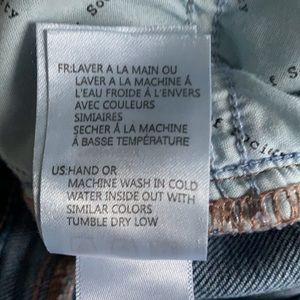 FR:LAVER A LA MAIN OU
LAVER A LA MACHINE Á
L'EAU FROIDE Á L'ENVERS
AVEC COULEURS
SIMIAIRES
SECHER Á LA MACHINE
Á BASSE TEMPÉRATURE
US:HAND OR
MACHINE WASH IN COLD
WATER INSIDE OUT WITH
SIMILAR COLORS
TUMBLE DRY LOW
Society